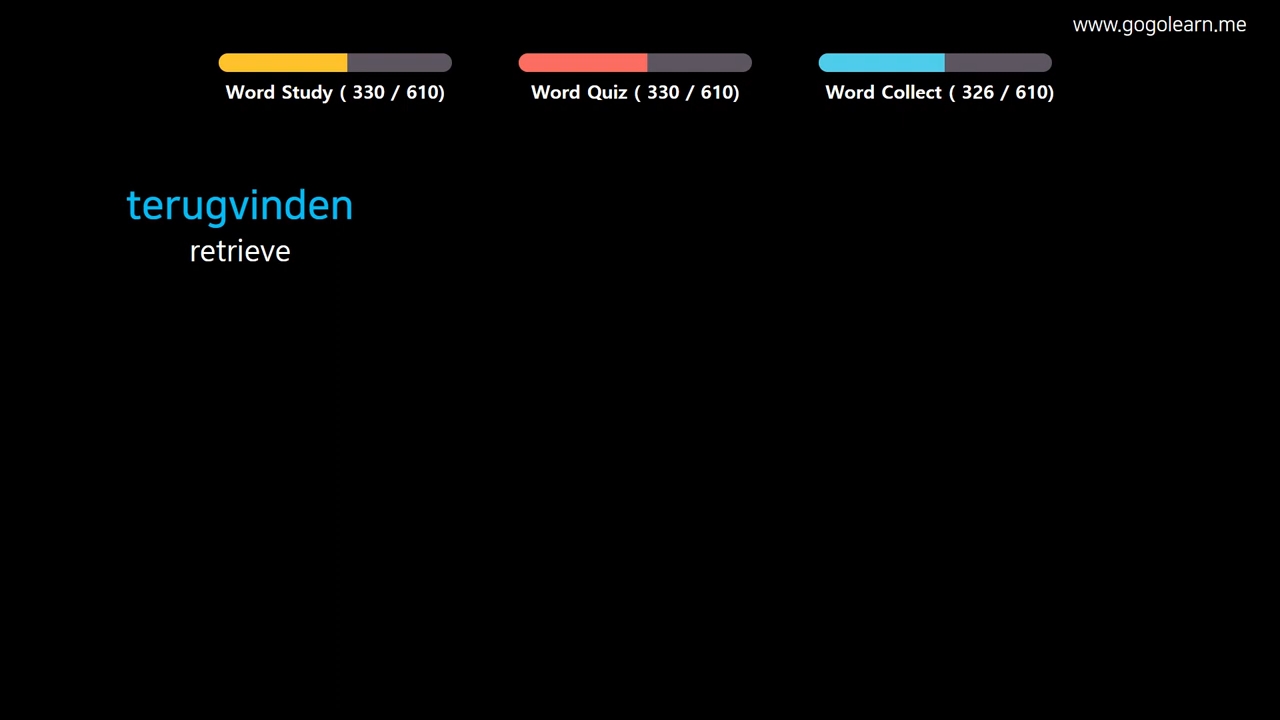 www.gogolearn.me
Word Study ( 330 / 610)
Word Quiz ( 330 / 610)
Word Collect ( 326 / 610)
terugvinden
retrieve